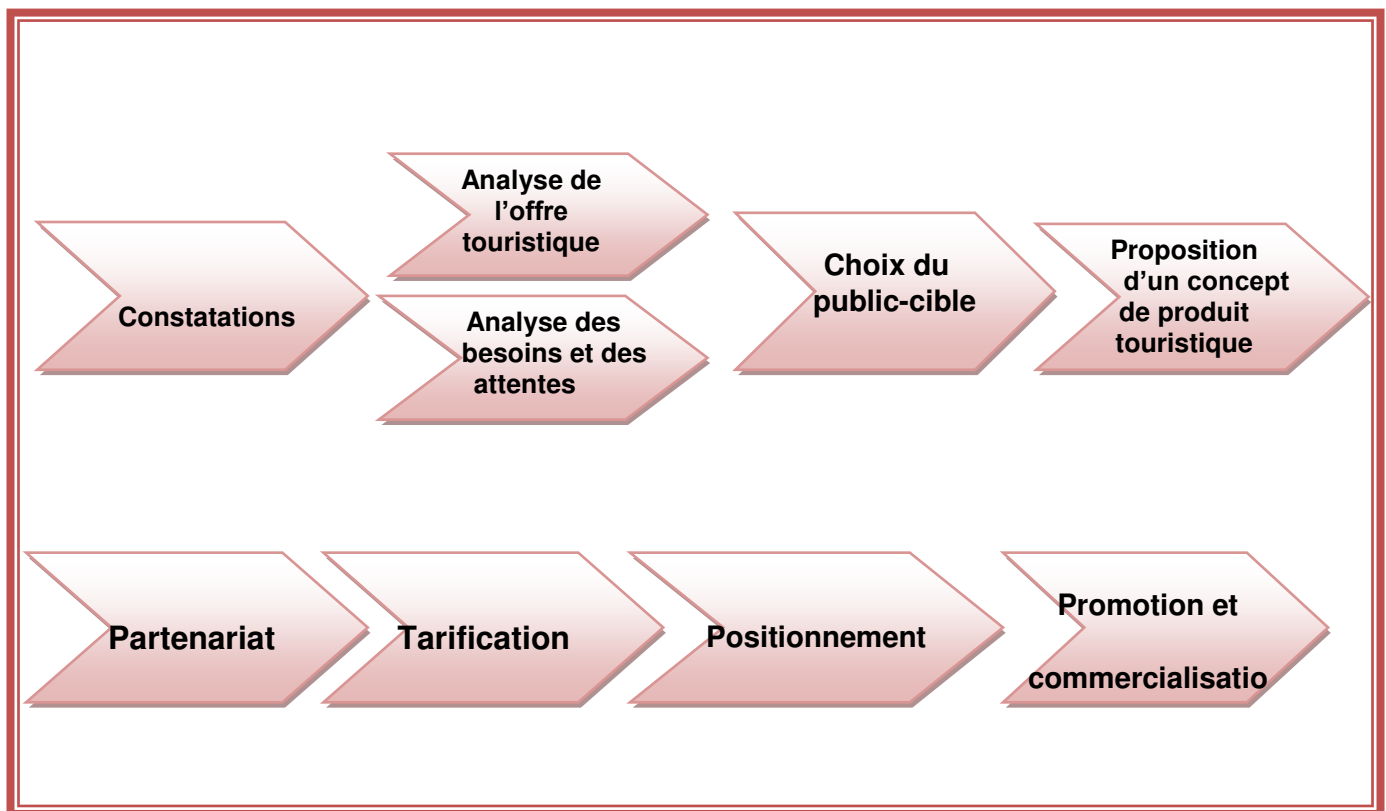 Constatations
Analyse de
l'offre
touristique
Analyse des
besoins et des
attentes
Choix du
public-cible
Proposition
d'un concept
de produit
touristique
Partenariat
Tarification
Positionnement
Promotion et
commercialisatio